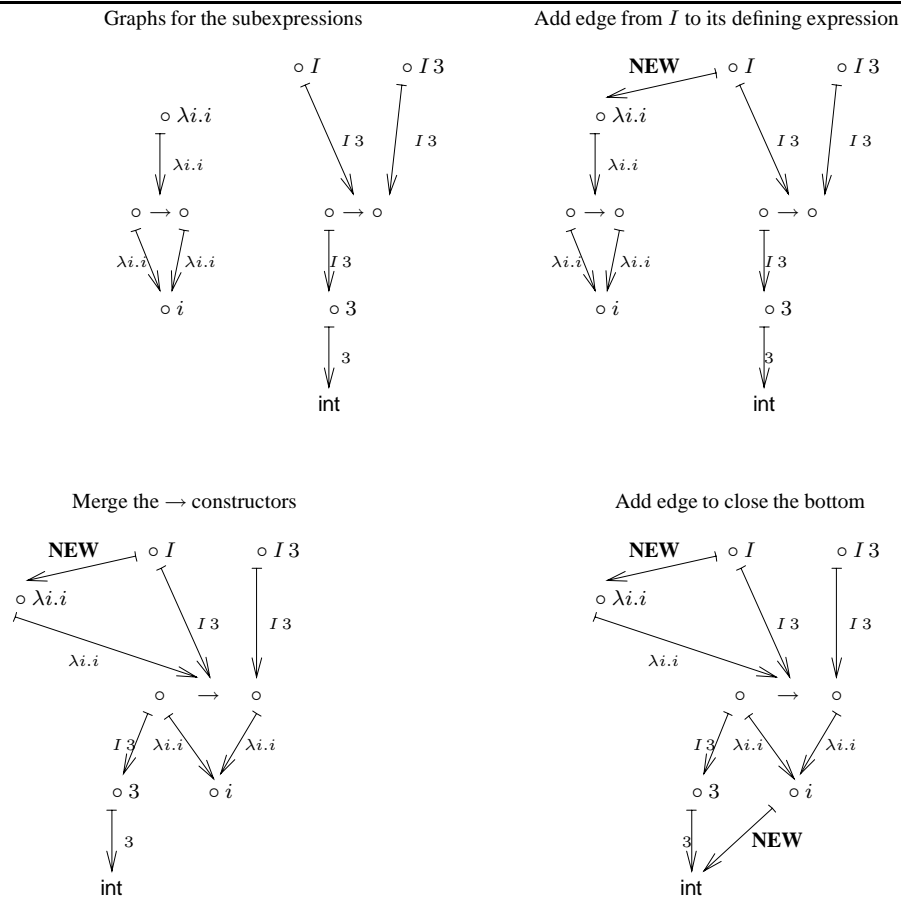 Graphs for the subexpressions
Add edge from I to its defining expression
∘ I
∘ I 3
∘ λi.i
I 3
I 3
λi.i
∘ → ∘
∘ → ∘
λi.i
λi.i
I 3
∘ i
∘ 3
3
int
NEW
∘ I
∘ I 3
∘ λi.i
I 3
I 3
λi.i
∘ → ∘
∘ → ∘
λi.i
λi.i
I 3
∘ i
∘ 3
3
int
Merge the → constructors
Add edge to close the bottom
NEW
∘ I
∘ I 3
∘ λi.i
I 3
I 3
λi.i
∘ → ∘
I 3
λi.i
λi.i
∘ 3
∘ i
3
int
NEW
∘ I
∘ I 3
∘ λi.i
I 3
I 3
λi.i
∘ → ∘
I 3
λi.i
λi.i
∘ 3
∘ i
3
NEW
int